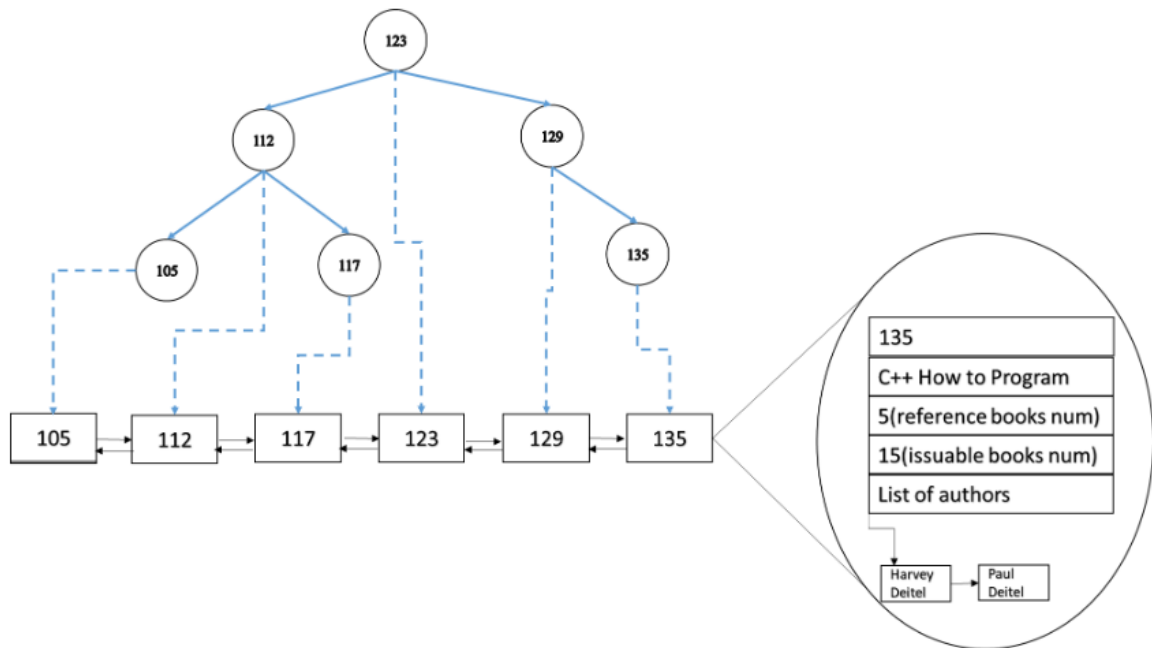 123
112
129
105
117
135
105
112
117
123
129
135
135
C++ How to Program
5(reference books num)
15(issuable books num)
List of authors
Harvey
Deitel
Paul
Deitel